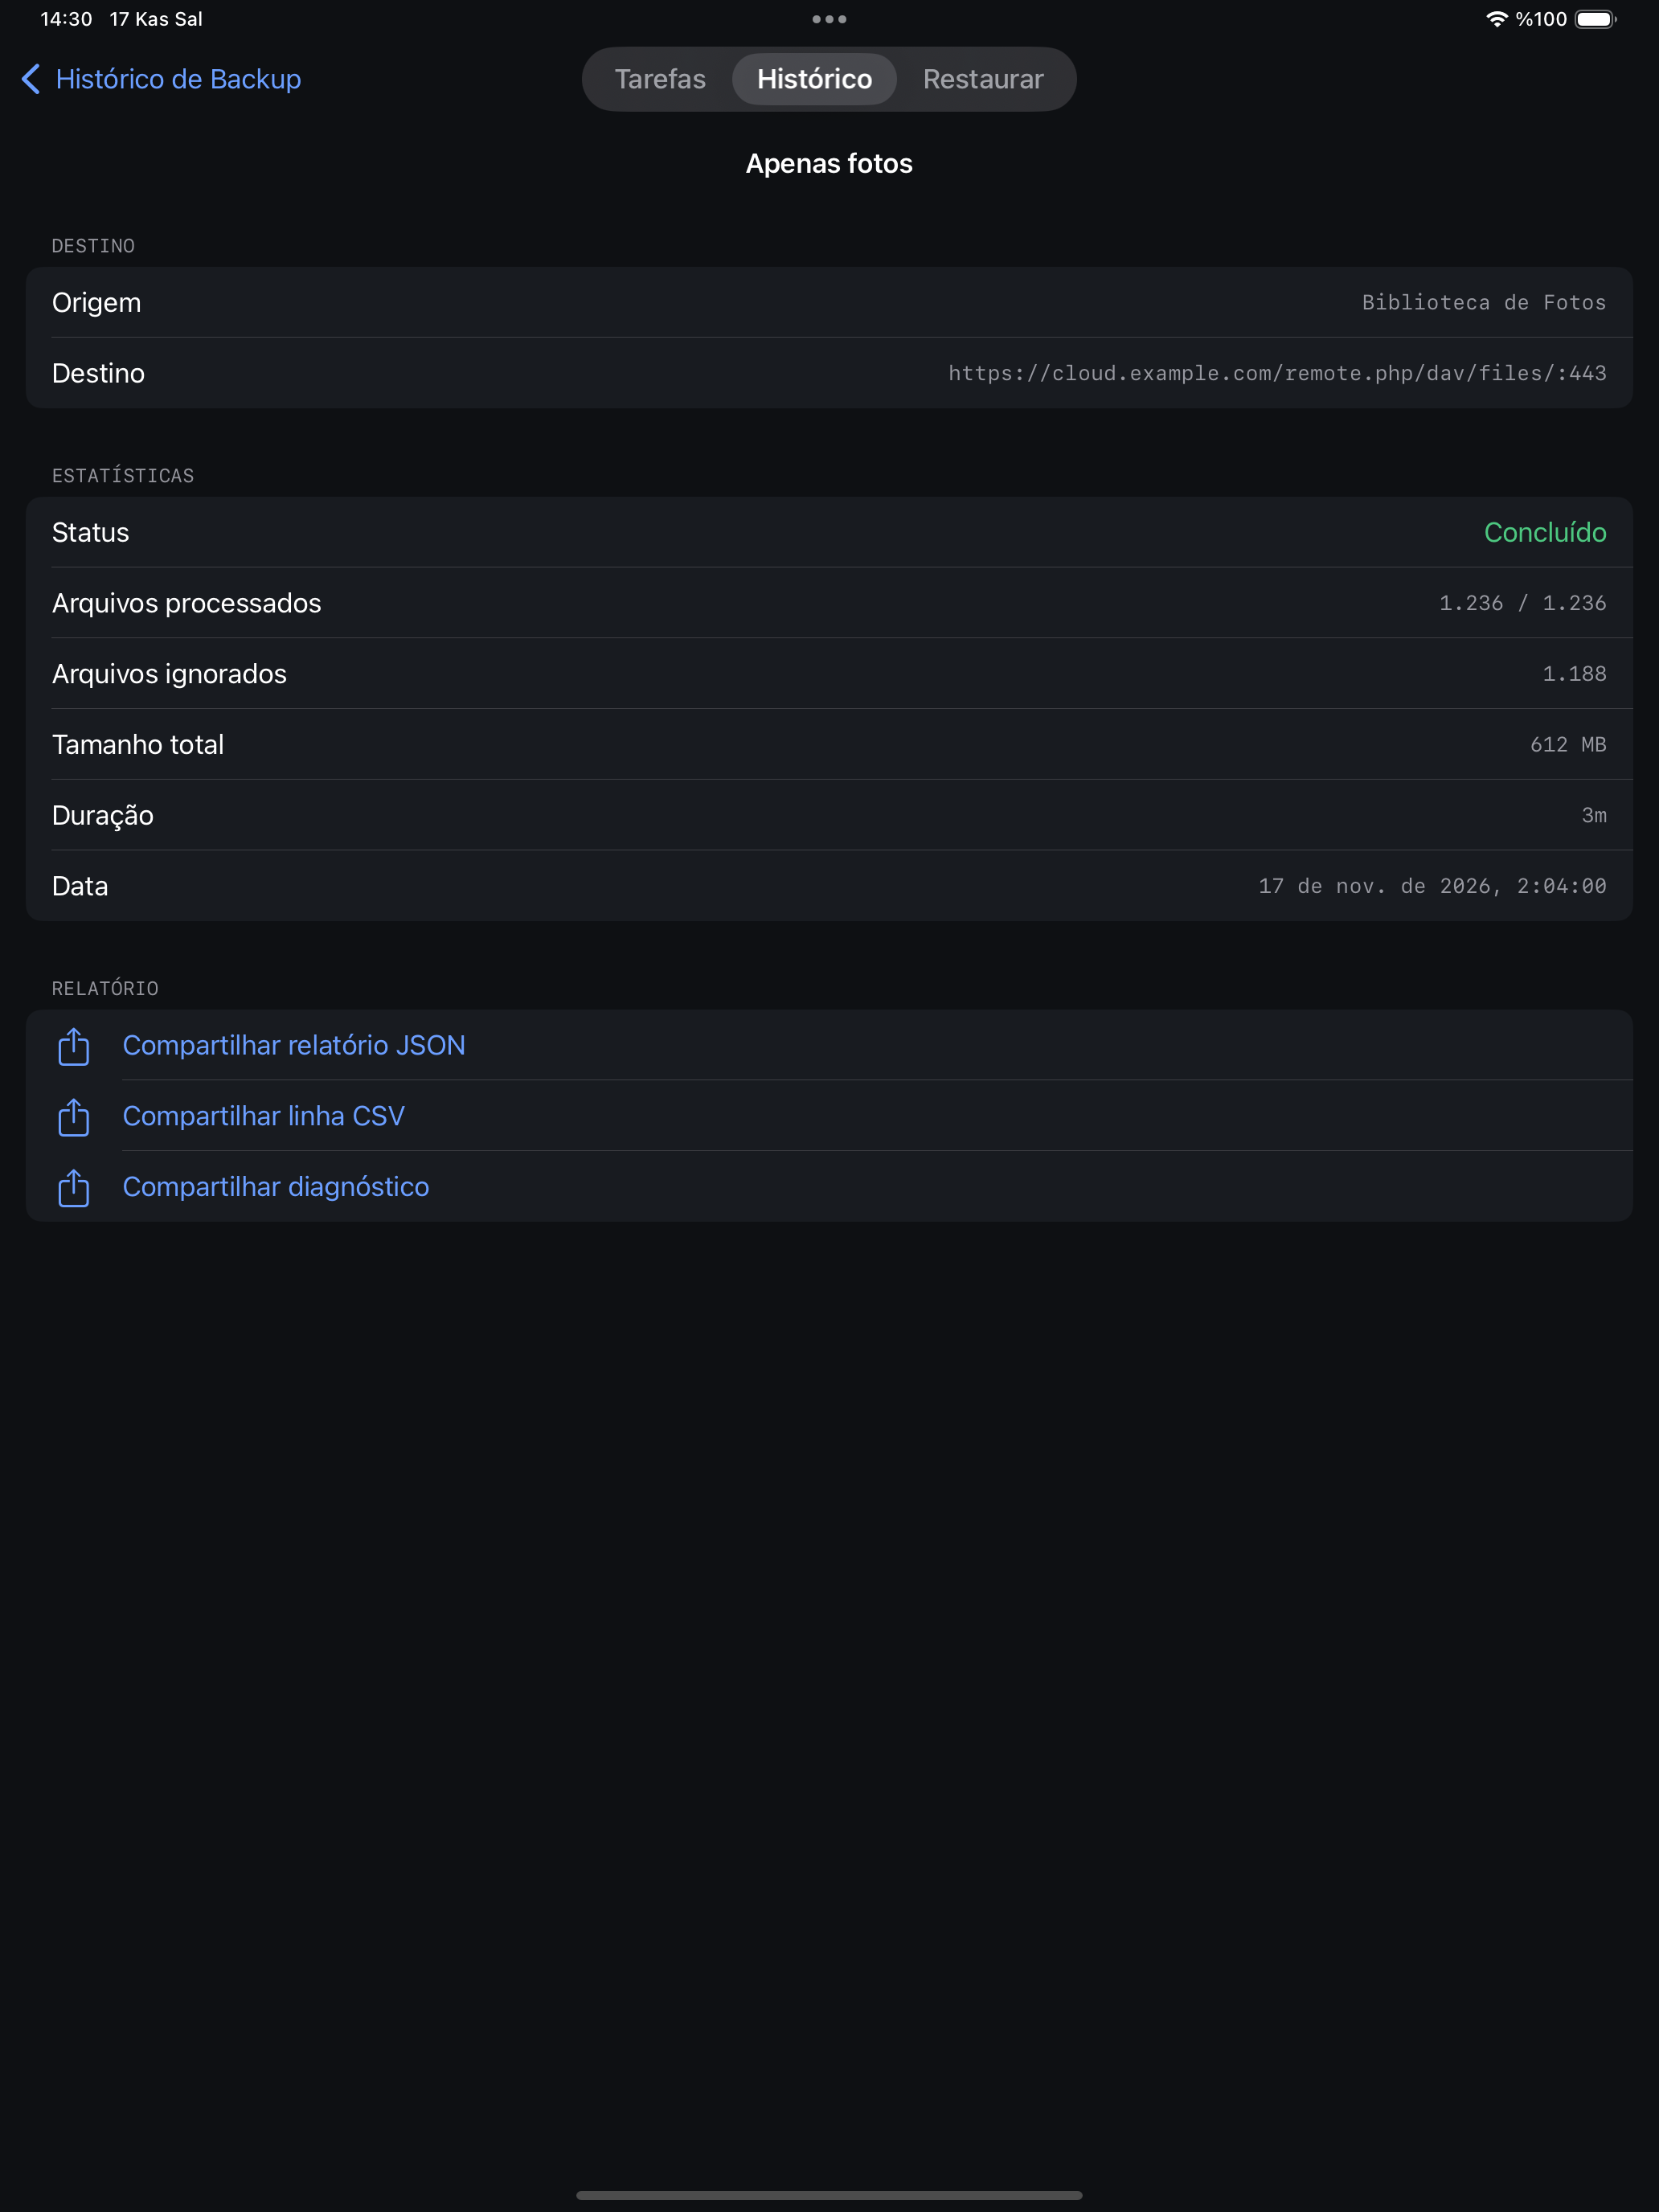 14:30 17 Kas Sal
%100
Histórico de Backup
Tarefas Histórico Restaurar
Apenas fotos
DESTINO
Origem Biblioteca de Fotos
Destino https://cloud.example.com/remote.php/dav/files/:443
ESTATÍSTICAS
Status Concluído
Arquivos processados 1.236 / 1.236
Arquivos ignorados 1.188
Tamanho total 612 MB
Duração 3m
Data 17 de nov. de 2026, 2:04:00
RELATÓRIO
Compartilhar relatório JSON
Compartilhar linha CSV
Compartilhar diagnóstico